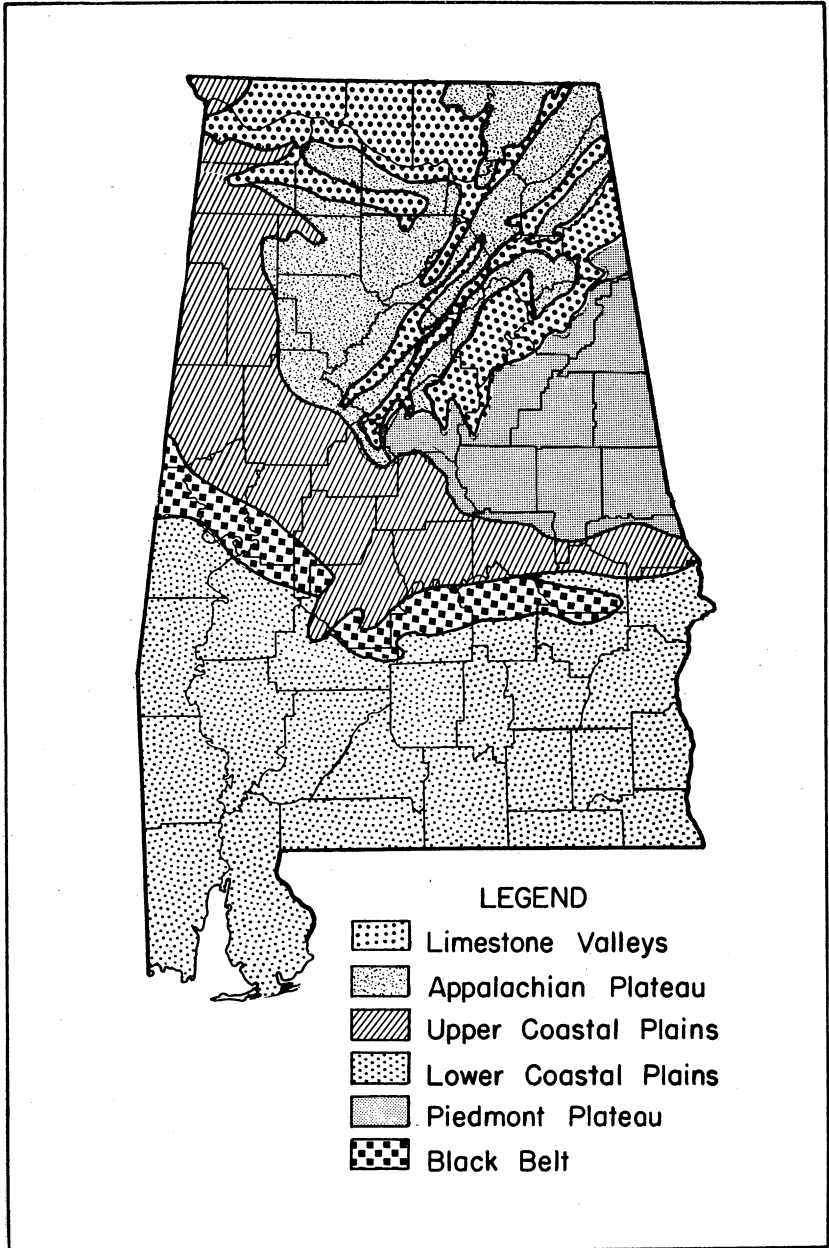 LEGEND
Limestone Valleys
Appalachian Plateau
Upper Coastal Plains
Lower Coastal Plains
Piedmont Plateau
Black Belt